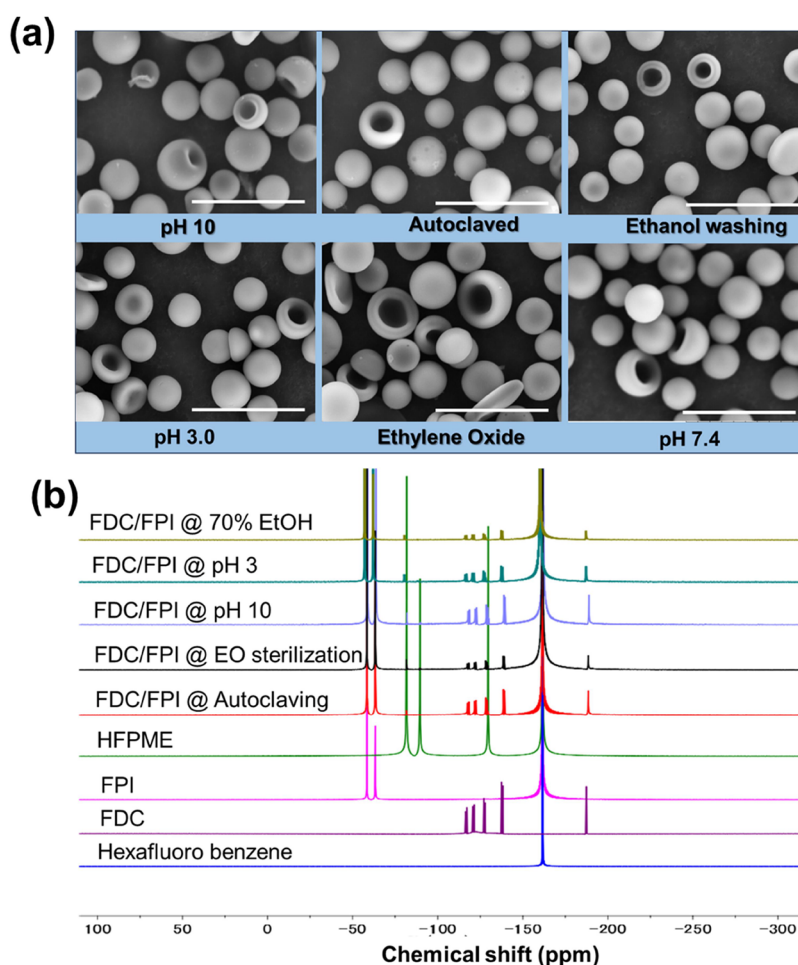 (a)
pH 10
Autoclaved
Ethanol washing
pH 3.0
Ethylene Oxide
pH 7.4
(b)
FDC/FPI @ 70% EtOH
FDC/FPI @ pH 3
FDC/FPI @ pH 10
FDC/FPI @ EO sterilization
FDC/FPI @ Autoclaving
HFPME
FPI
FDC
Hexafluoro benzene
100 50 0 -50 -100 -150 -200 -250 -300
Chemical shift (ppm)